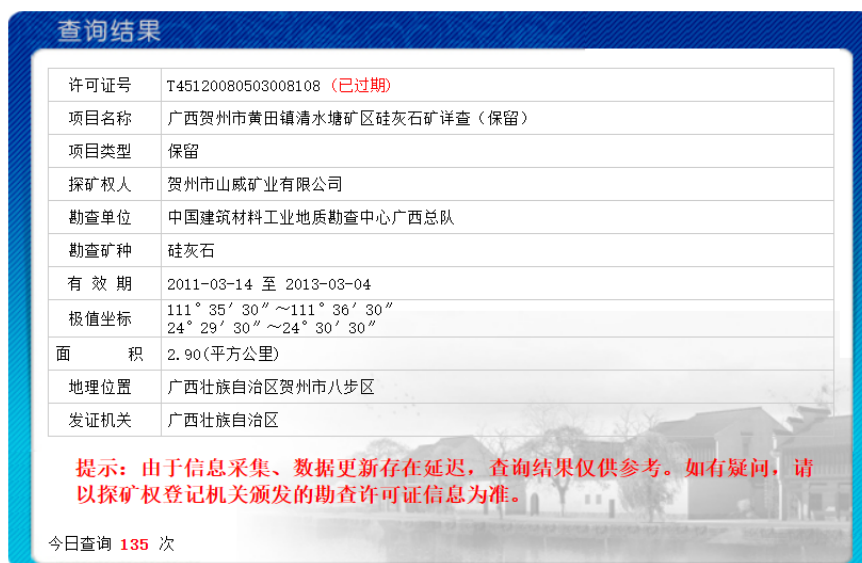 查询结果
许可证号 T45120080503008108 (已过期)
项目名称 广西贺州市黄田镇清水塘矿区硅灰石矿详查（保留）
项目类型 保留
探矿权人 贺州市山威矿业有限公司
勘查单位 中国建筑材料工业地质勘查中心广西总队
勘查矿种 硅灰石
有 效 期 2011-03-14 至 2013-03-04
极值坐标 111°35′30″～111°36′30″
24°29′30″～24°30′30″
面 积 2.90(平方公里)
地理位置 广西壮族自治区贺州市八步区
发证机关 广西壮族自治区
提示：由于信息采集、数据更新存在延迟，查询结果仅供参考。如有疑问，请
以探矿权登记机关颁发的勘查许可证信息为准。
今日查询 135 次